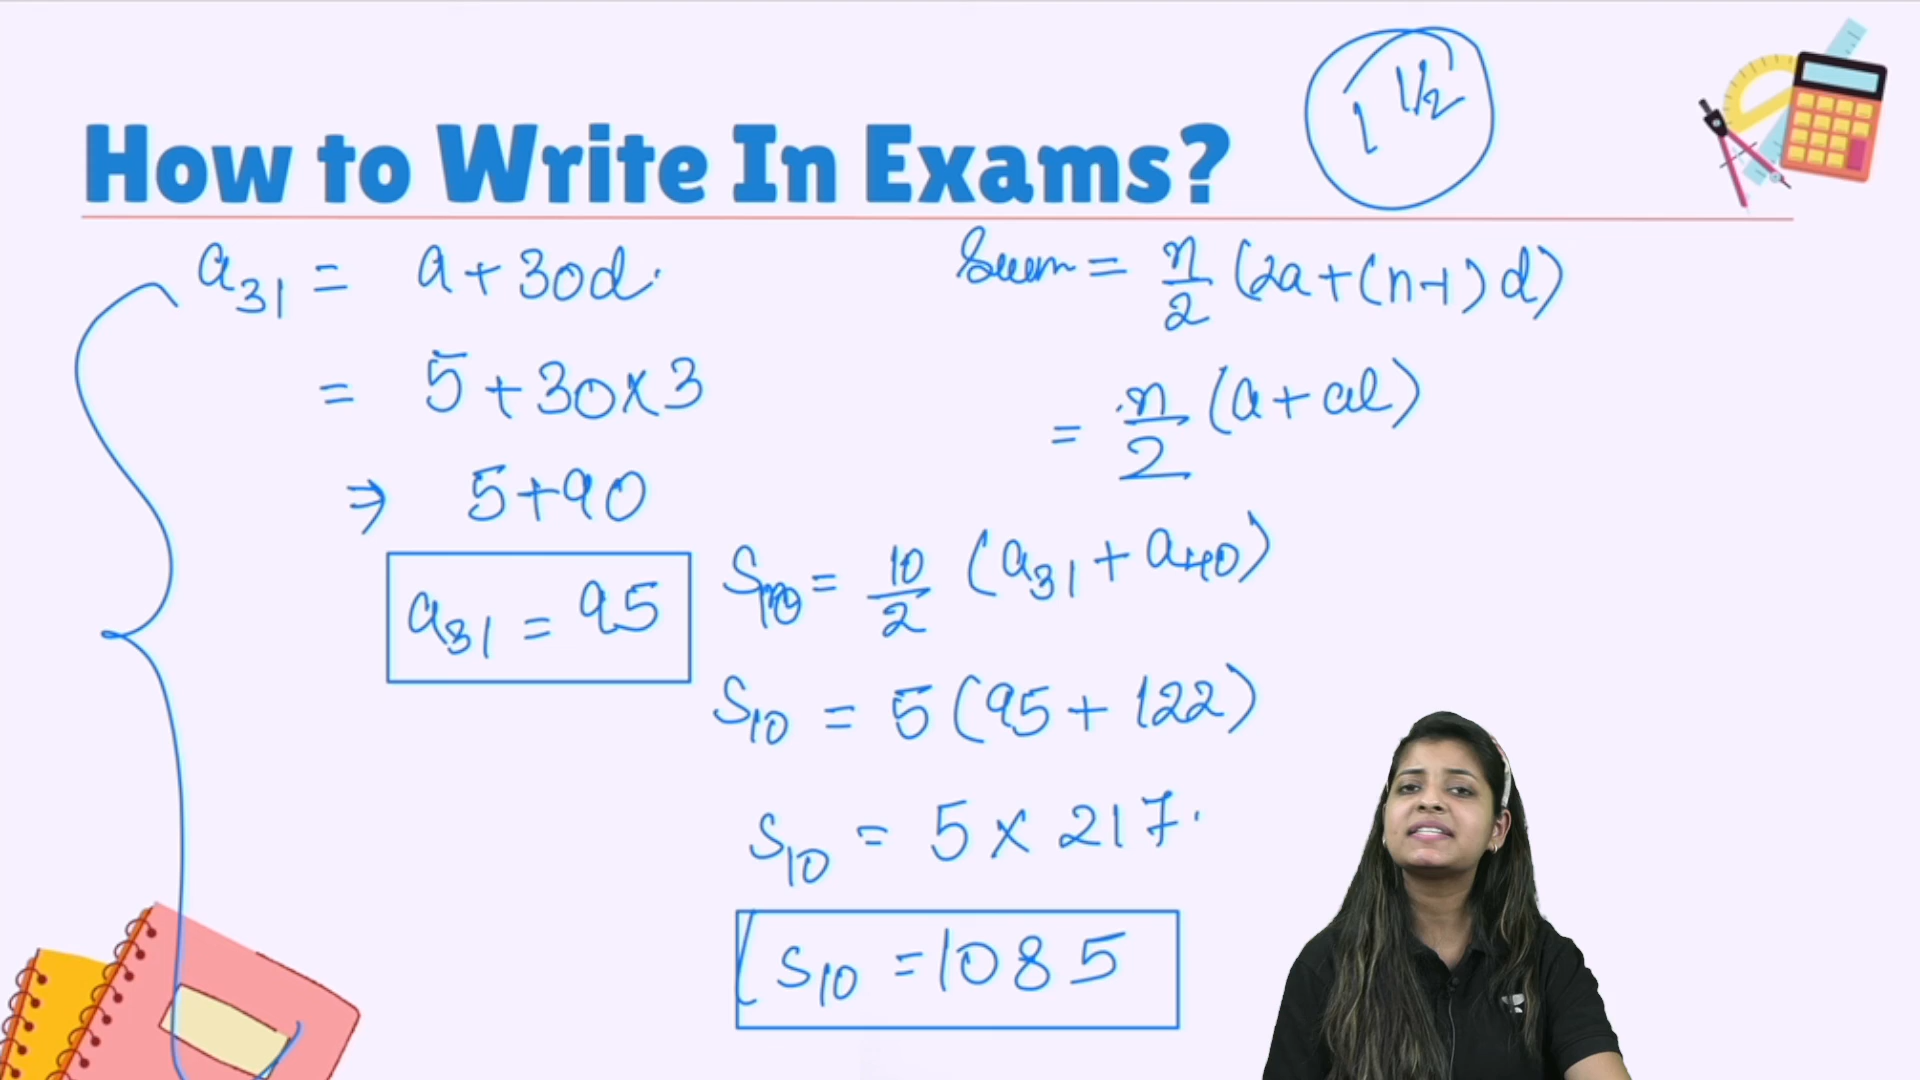 How to Write In Exams?
1 1/2
a31 = a + 30d.
= 5 + 30 x 3
⇒ 5 + 90
a31 = 95
Sum = n/2 (2a + (n-1) d)
= n/2 (a + al)
S10 = 10/2 (a31 + a40)
S10 = 5 (95 + 122)
S10 = 5 x 217.
S10 = 1085